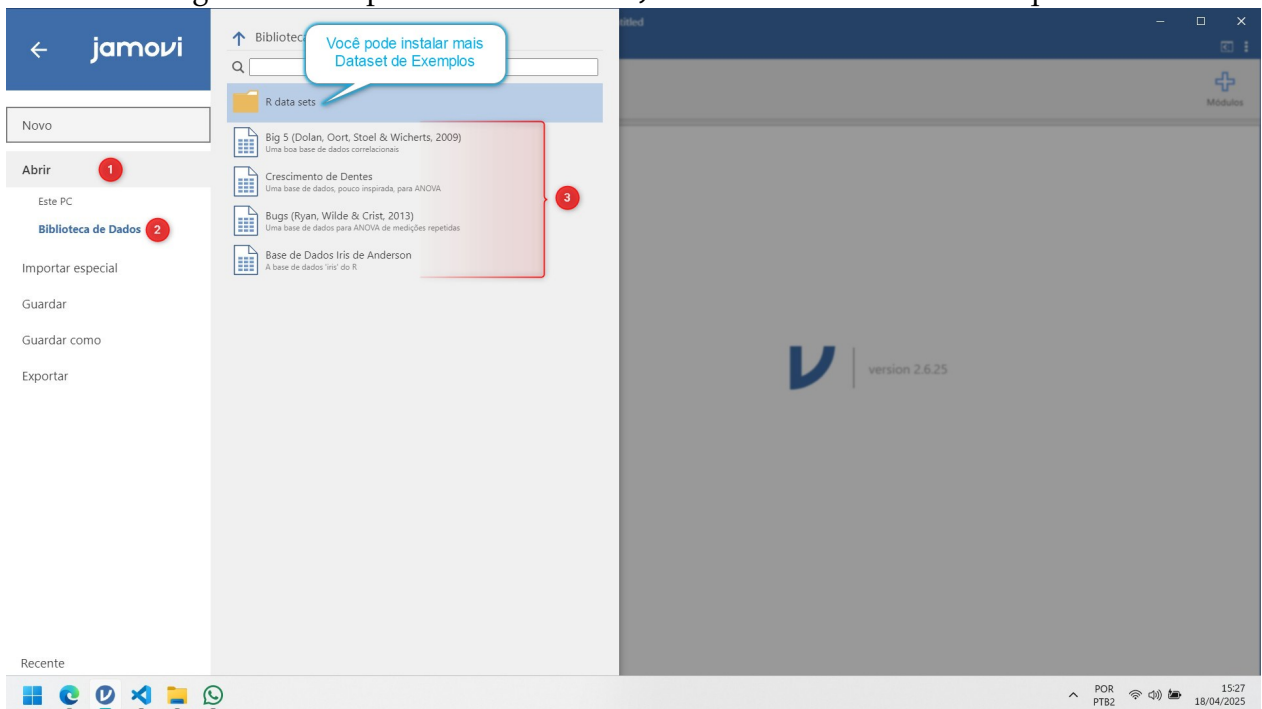 jamovi
Novo
Abrir
1
Este PC
Biblioteca de Dados
2
Importar especial
Guardar
Guardar como
Exportar
Recente
Você pode instalar mais
Dataset de Exemplos
R data sets
Big 5 (Dolan, Oort, Stoel & Wicherts, 2009)
Uma boa base de dados correlacionais
Crescimento de Dentes
Uma base de dados, pouco inspirada, para ANOVA
Bugs (Ryan, Wilde & Crist, 2013)
Uma base de dados para ANOVA de medições repetidas
Base de Dados Iris de Anderson
A base de dados 'iris' do R
3
Módulos
version 2.6.25
POR
PTB2
15:27
18/04/2025